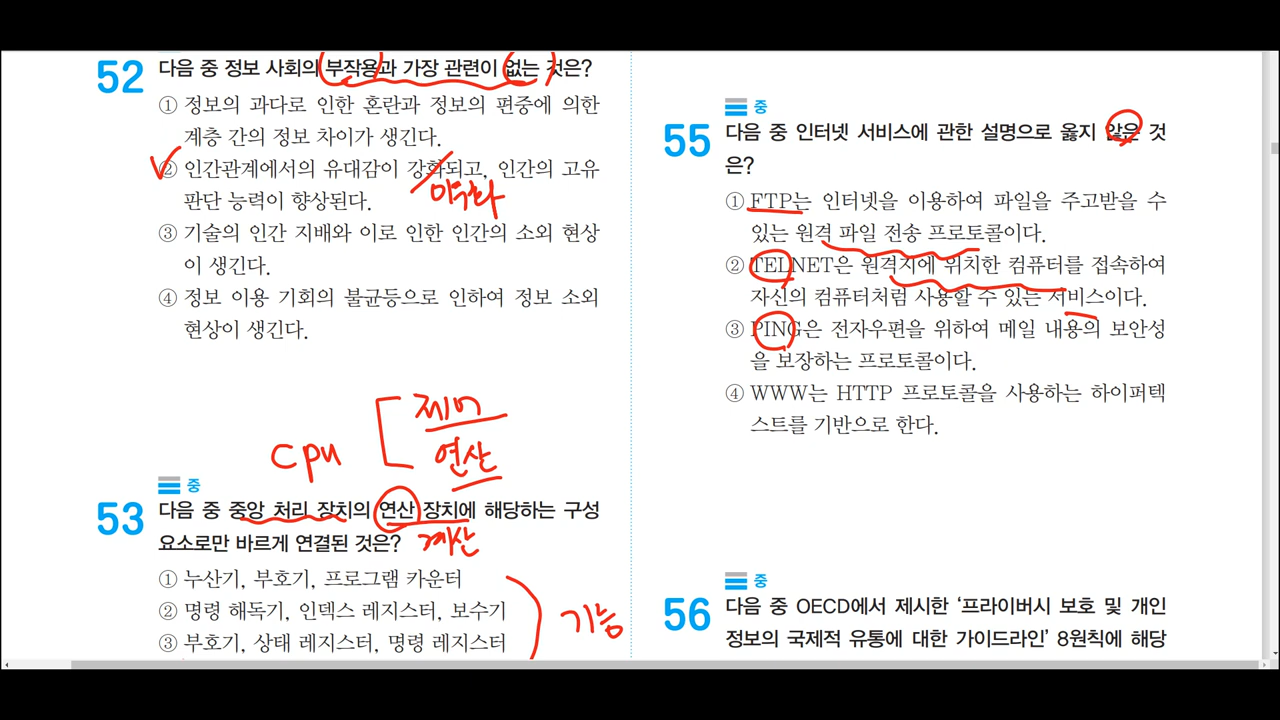 52 다음 중 정보 사회의 부작용과 가장 관련이 없는 것은?
① 정보의 과다로 인한 혼란과 정보의 편중에 의한
계층 간의 정보 차이가 생긴다.
② 인간관계에서의 유대감이 강화되고, 인간의 고유
약화
판단 능력이 향상된다.
③ 기술의 인간 지배와 이로 인한 인간의 소외 현상
이 생긴다.
④ 정보 이용 기회의 불균등으로 인하여 정보 소외
현상이 생긴다.
제어
cpu
연산
중
53 다음 중 중앙 처리 장치의 연산 장치에 해당하는 구성
요소로만 바르게 연결된 것은?
계산
① 누산기, 부호기, 프로그램 카운터
② 명령 해독기, 인덱스 레지스터, 보수기
③ 부호기, 상태 레지스터, 명령 레지스터
기능
중
55 다음 중 인터넷 서비스에 관한 설명으로 옳지 않은 것
은?
① FTP는 인터넷을 이용하여 파일을 주고받을 수
있는 원격 파일 전송 프로토콜이다.
② TELNET은 원격지에 위치한 컴퓨터를 접속하여
자신의 컴퓨터처럼 사용할 수 있는 서비스이다.
③ PING은 전자우편을 위하여 메일 내용의 보안성
을 보장하는 프로토콜이다.
④ WWW는 HTTP 프로토콜을 사용하는 하이퍼텍
스트를 기반으로 한다.
중
56 다음 중 OECD에서 제시한 '프라이버시 보호 및 개인
정보의 국제적 유통에 대한 가이드라인' 8원칙에 해당